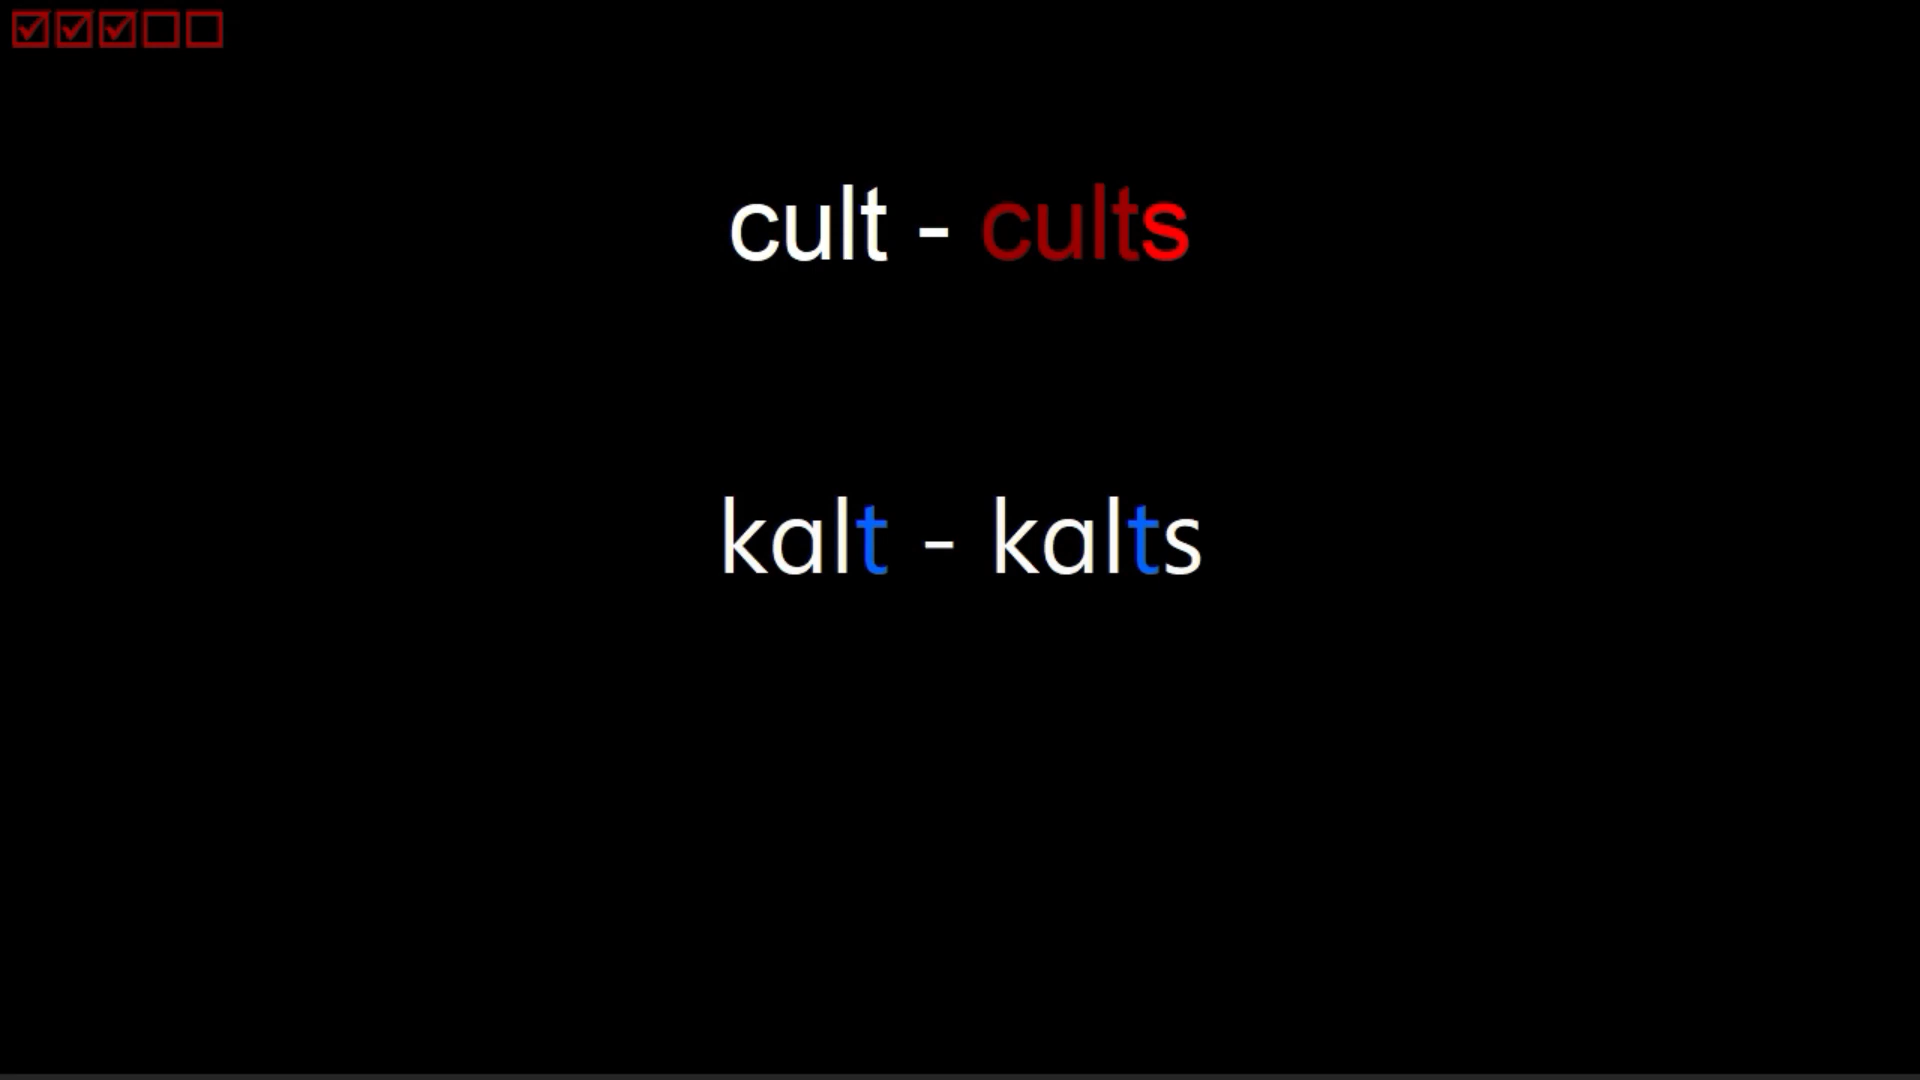 ☑☑☑☐☐
cult - cults
kalt - kalts